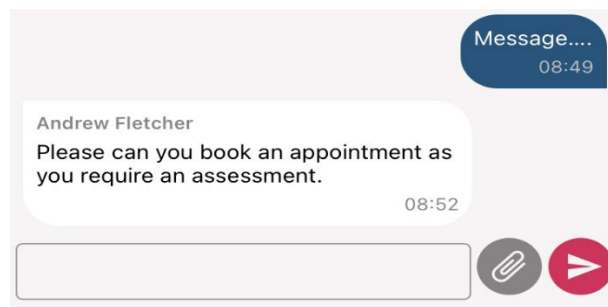 Message....
08:49
Andrew Fletcher
Please can you book an appointment as
you require an assessment.
08:52